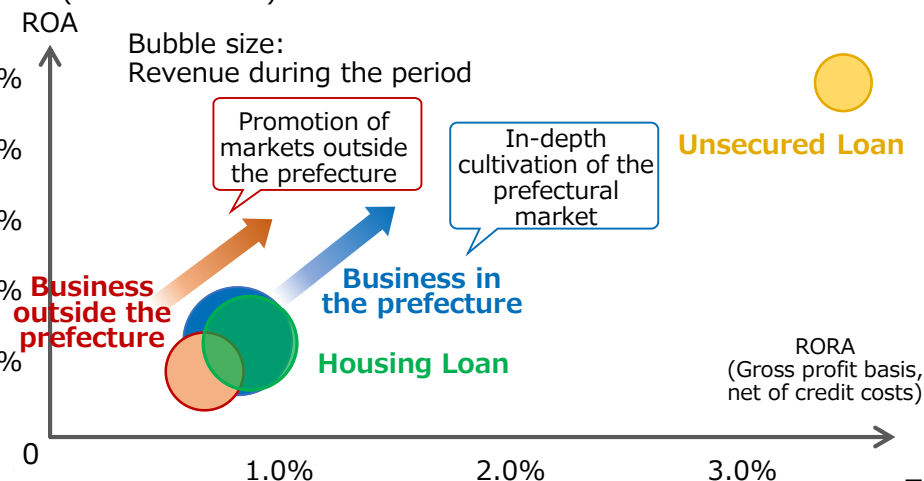 ROA
Bubble size:
Revenue during the period
%
%
%
%
%
Promotion of
markets outside
the prefecture
In-depth
cultivation of the
prefectural
market
Unsecured Loan
Business
outside the
prefecture
Business in
the prefecture
Housing Loan
RORA
(Gross profit basis,
net of credit costs)
0
1.0%
2.0%
3.0%